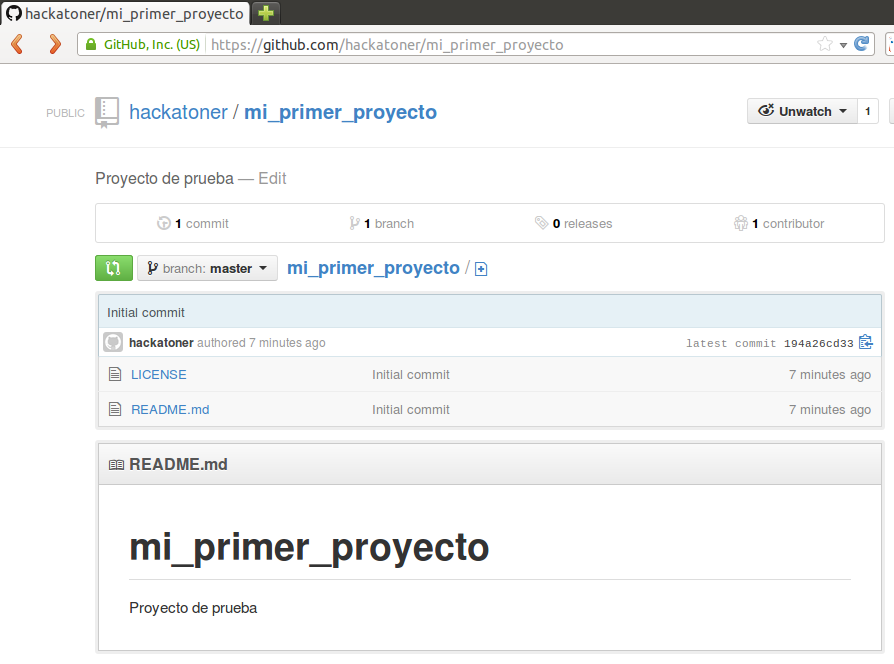 hackatoner/mi_primer_proyecto
GitHub, Inc. (US) https://github.com/hackatoner/mi_primer_proyecto
PUBLIC hackatoner / mi_primer_proyecto Unwatch 1
Proyecto de prueba — Edit
1 commit 1 branch 0 releases 1 contributor
branch: master mi_primer_proyecto /
Initial commit
hackatoner authored 7 minutes ago latest commit 194a26cd33
LICENSE Initial commit 7 minutes ago
README.md Initial commit 7 minutes ago
README.md
mi_primer_proyecto
Proyecto de prueba